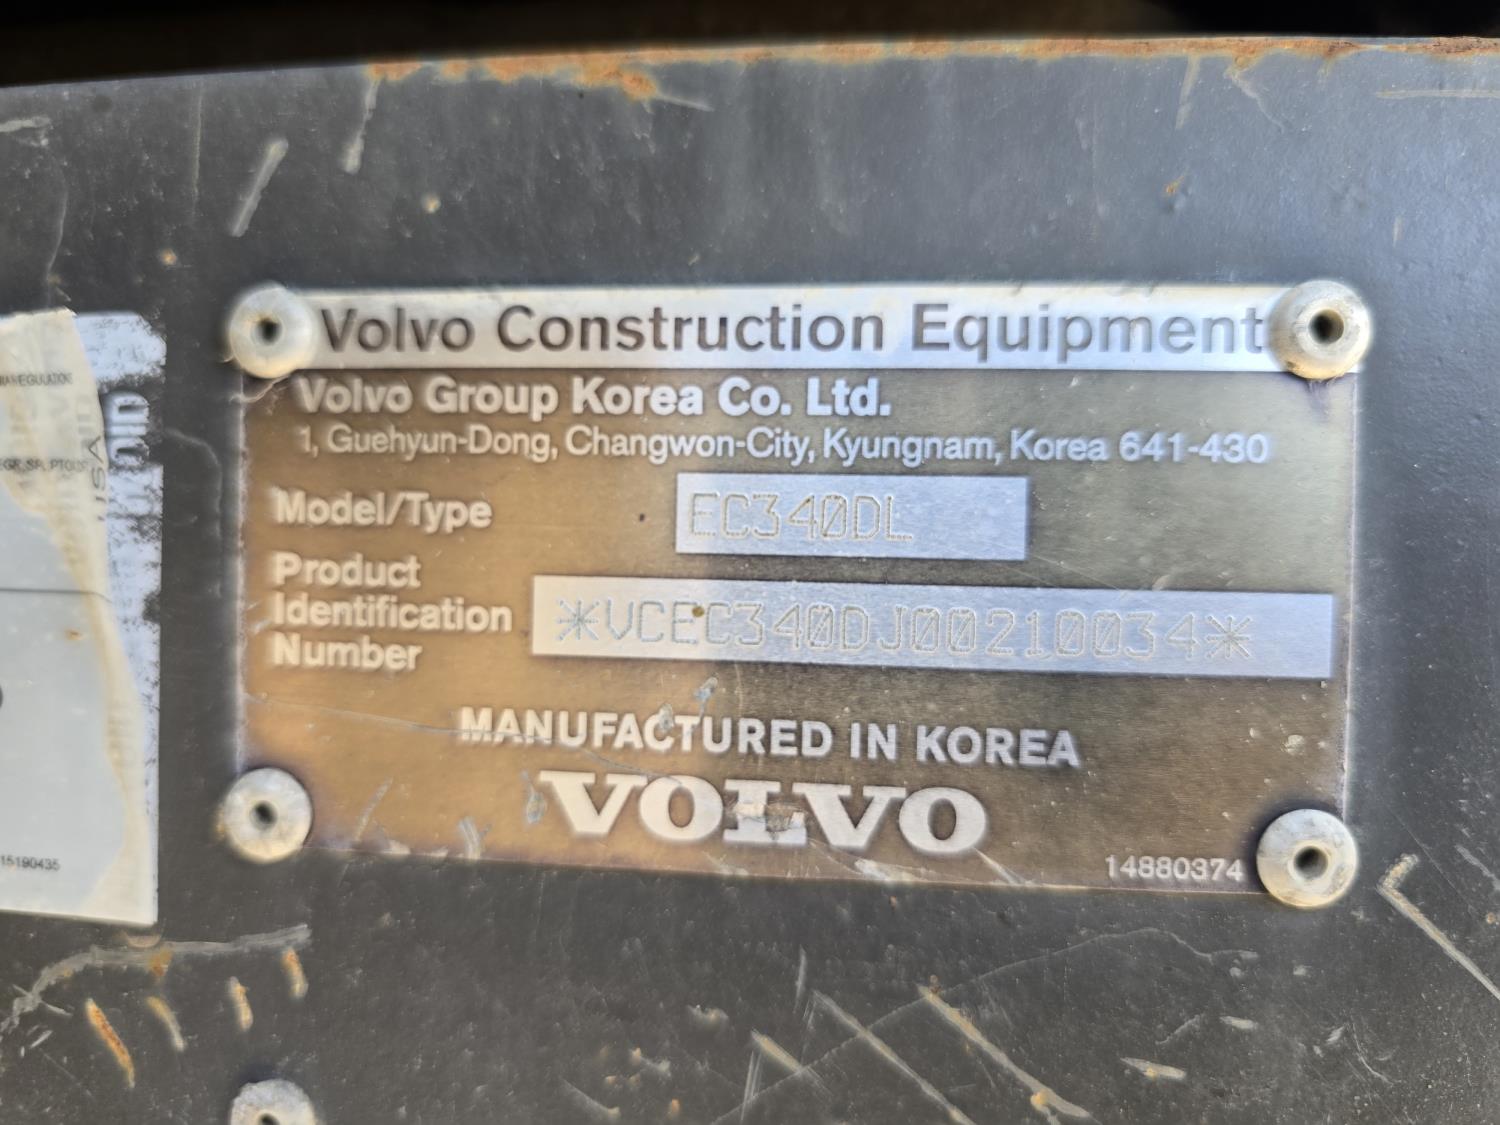 Volvo Construction Equipment
Volvo Group Korea Co. Ltd.
1, Guehyun-Dong, Changwon-City, Kyungnam, Korea 641-430
Model/Type EC340DL
Product
Identification
Number
*VCEC340DJ00210034*
MANUFACTURED IN KOREA
VOLVO
14880374
15190435